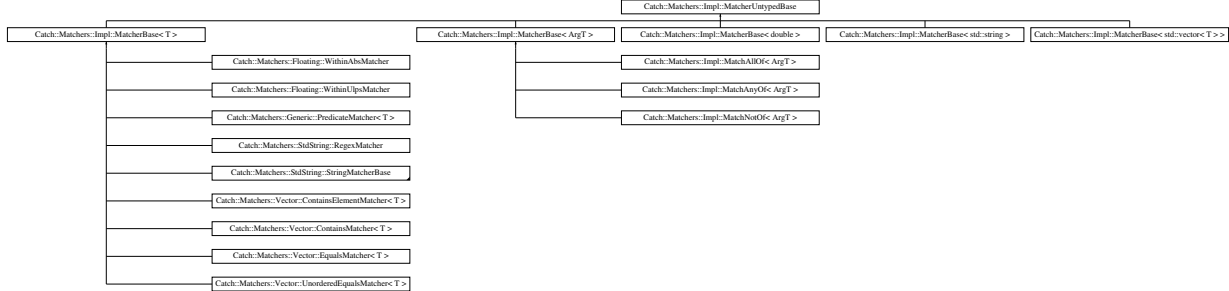 Catch::Matchers::Impl::MatcherUntypedBase
Catch::Matchers::Impl::MatcherBase< T >
Catch::Matchers::Impl::MatcherBase< ArgT >
Catch::Matchers::Impl::MatcherBase< double >
Catch::Matchers::Impl::MatcherBase< std::string >
Catch::Matchers::Impl::MatcherBase< std::vector< T > >
Catch::Matchers::Floating::WithinAbsMatcher
Catch::Matchers::Impl::MatchAllOf< ArgT >
Catch::Matchers::Floating::WithinUlpsMatcher
Catch::Matchers::Impl::MatchAnyOf< ArgT >
Catch::Matchers::Generic::PredicateMatcher< T >
Catch::Matchers::Impl::MatchNotOf< ArgT >
Catch::Matchers::StdString::RegexMatcher
Catch::Matchers::StdString::StringMatcherBase
Catch::Matchers::Vector::ContainsElementMatcher< T >
Catch::Matchers::Vector::ContainsMatcher< T >
Catch::Matchers::Vector::EqualsMatcher< T >
Catch::Matchers::Vector::UnorderedEqualsMatcher< T >